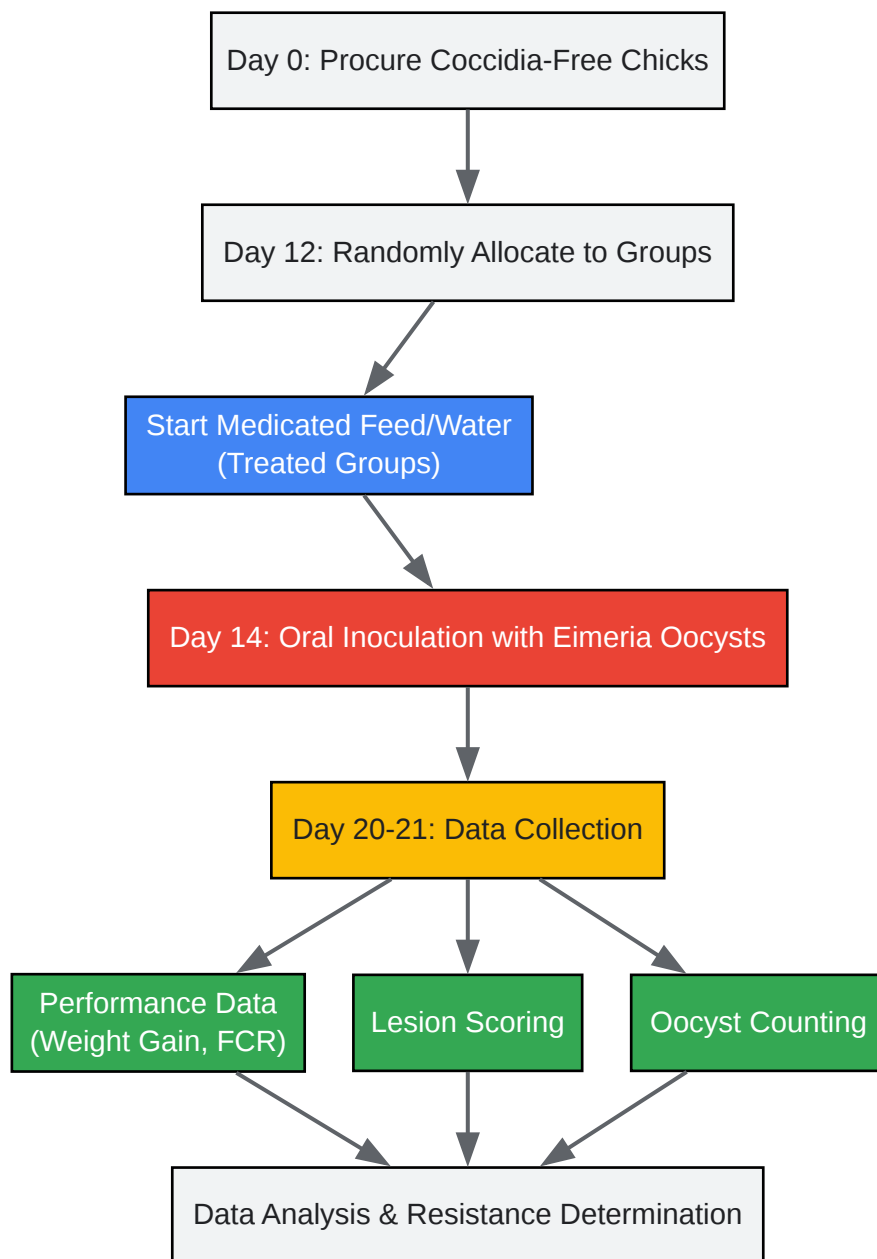 Day 0: Procure Coccidia-Free Chicks
Day 12: Randomly Allocate to Groups
Start Medicated Feed/Water
(Treated Groups)
Day 14: Oral Inoculation with Eimeria Oocysts
Day 20-21: Data Collection
Performance Data
(Weight Gain, FCR)
Lesion Scoring
Oocyst Counting
Data Analysis & Resistance Determination